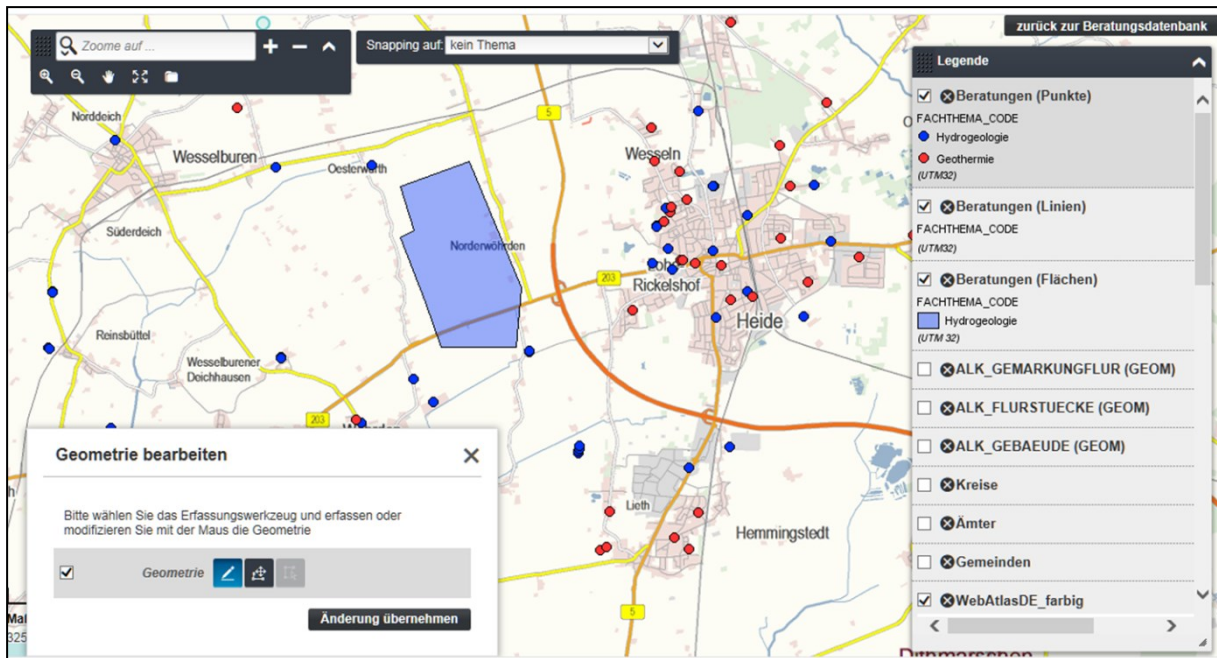 zurück zur Beratungsdatenbank
Zoome auf ...
Snapping auf: kein Thema
Legende
Beratungen (Punkte)
FACHTHEMA_CODE
Hydrogeologie
Geothermie
(UTM32)
Beratungen (Linien)
FACHTHEMA_CODE
(UTM32)
Beratungen (Flächen)
FACHTHEMA_CODE
Hydrogeologie
(UTM 32)
ALK_GEMARKUNGFLUR (GEOM)
ALK_FLURSTUECKE (GEOM)
ALK_GEBAEUDE (GEOM)
Kreise
Ämter
Gemeinden
WebAtlasDE_farbig
Norddeich
Wesselburen
Oesterwurth
5
Wesseln
Süderdeich
Norderwöhrden
203
Rickelshof
Heide
Reinsbüttel
Wesselburener
Deichhausen
203
Lieth
Hemmingstedt
5
Geometrie bearbeiten
Bitte wählen Sie das Erfassungswerkzeug und erfassen oder
modifizieren Sie mit der Maus die Geometrie
Geometrie
Änderung übernehmen